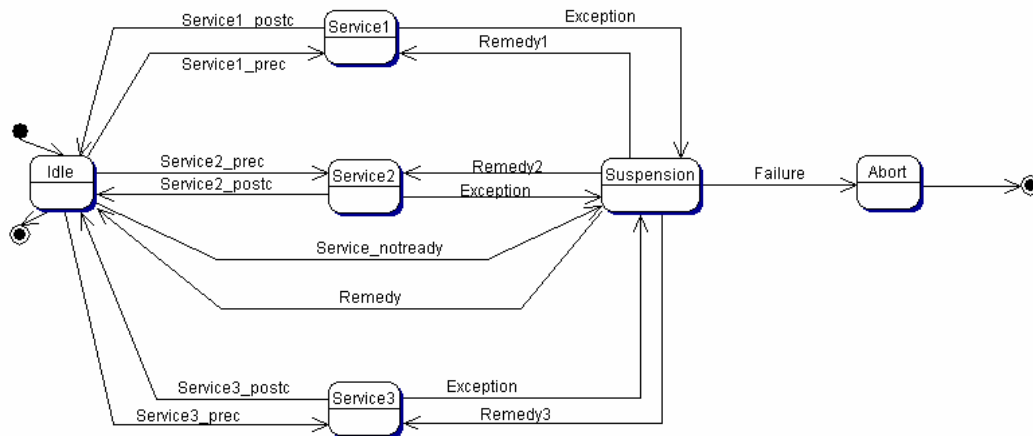 Service1_postc
Service1
Exception
Remedy1
Service1_prec
Idle
Service2_prec
Service2_postc
Service2
Remedy2
Exception
Suspension
Failure
Abort
Service_notready
Remedy
Service3_postc
Service3_prec
Service3
Exception
Remedy3